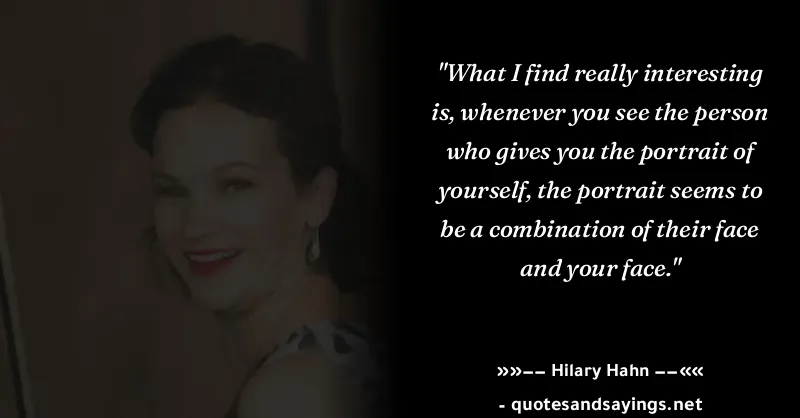 "What I find really interesting
is, whenever you see the person
who gives you the portrait of
yourself, the portrait seems to
be a combination of their face
and your face."
»»−− Hilary Hahn −−««
- quotesandsayings.net